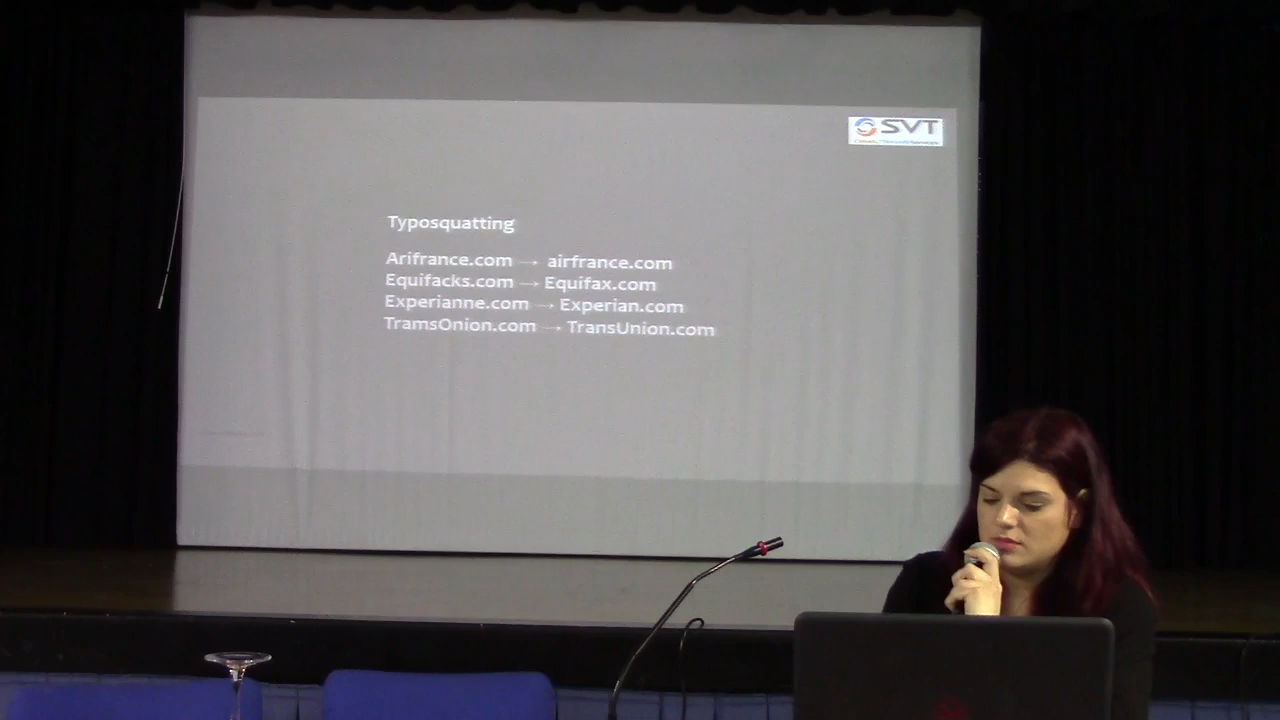 SVT
Typosquatting
Arifrance.com → airfrance.com
Equifacks.com → Equifax.com
Experianne.com → Experian.com
TramsOnion.com → TransUnion.com